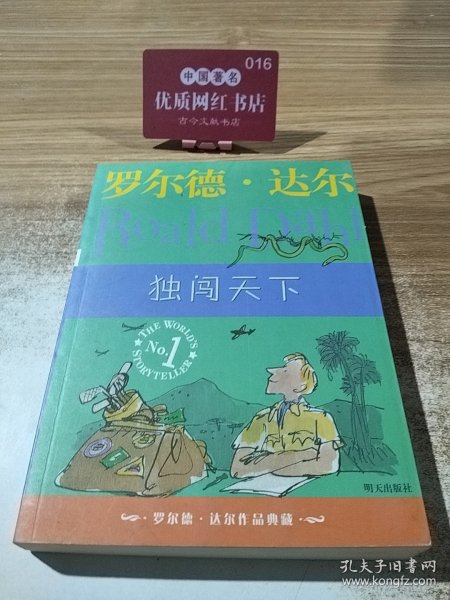 016
中国著名
优质网红书店
古今文献书店
罗尔德·达尔
Roald Dahl
独闯天下
THE WORLD'S
No.1
STORYTELLER
明天出版社
罗尔德·达尔作品典藏
孔夫子旧书网
www.kongfz.com